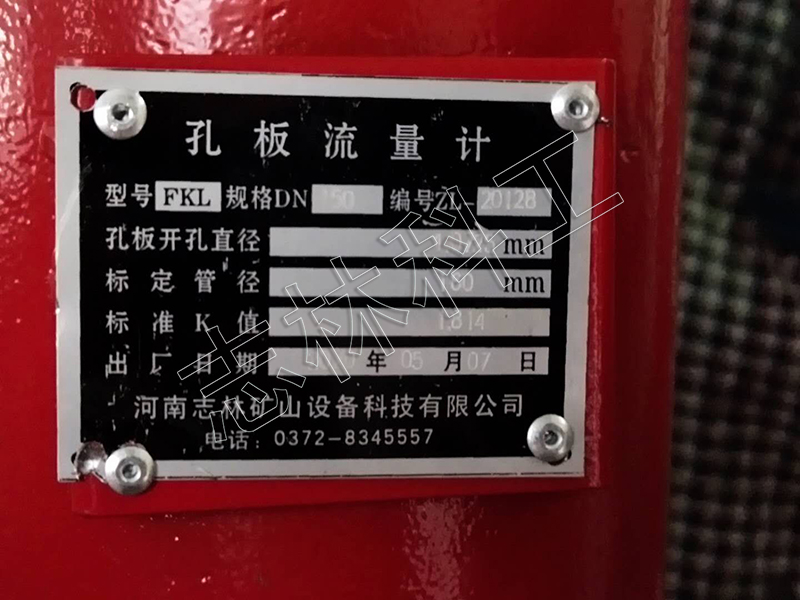 孔板流量计
型号 FKL 规格DN 150 编号ZL-20128
孔板开孔直径 mm
标定管径 150 mm
标准K值 1.814
出厂日期 年 05 月 07 日
河南志林矿山设备科技有限公司
电话：0372-8345557
志林科工